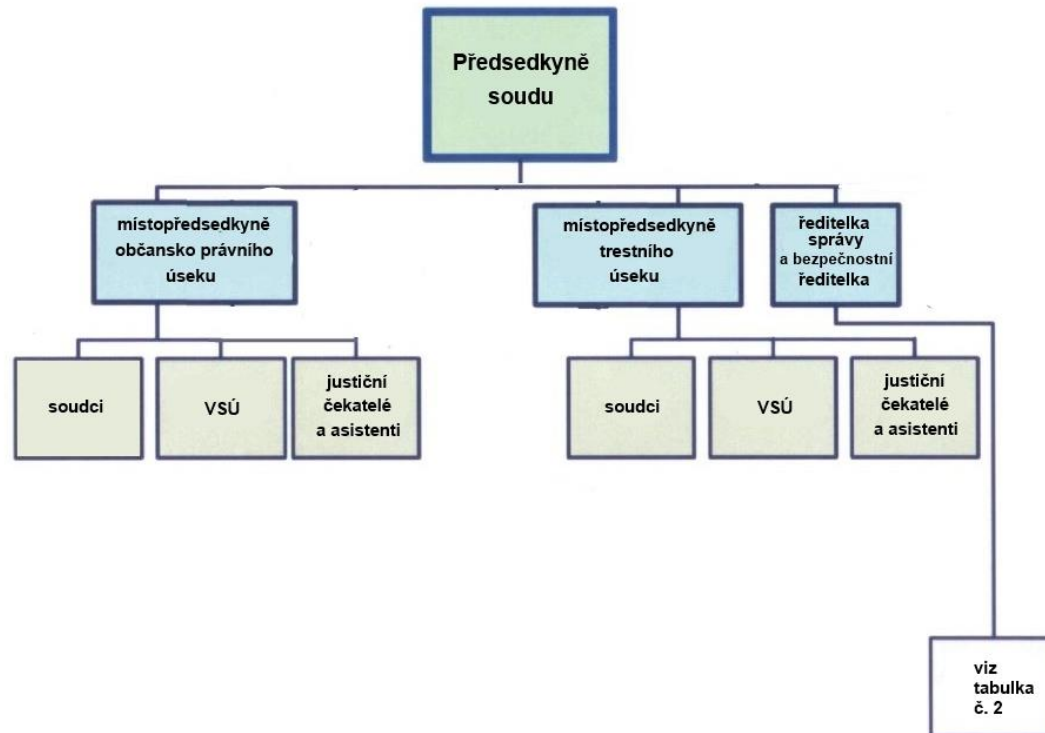 Předsedkyně
soudu
místopředsedkyně
občansko právního
úseku
místopředsedkyně
trestního
úseku
ředitelka
správy
a bezpečnostní
ředitelka
soudci
VSÚ
justiční
čekatelé
a asistenti
soudci
VSÚ
justiční
čekatelé
a asistenti
viz
tabulka
č. 2